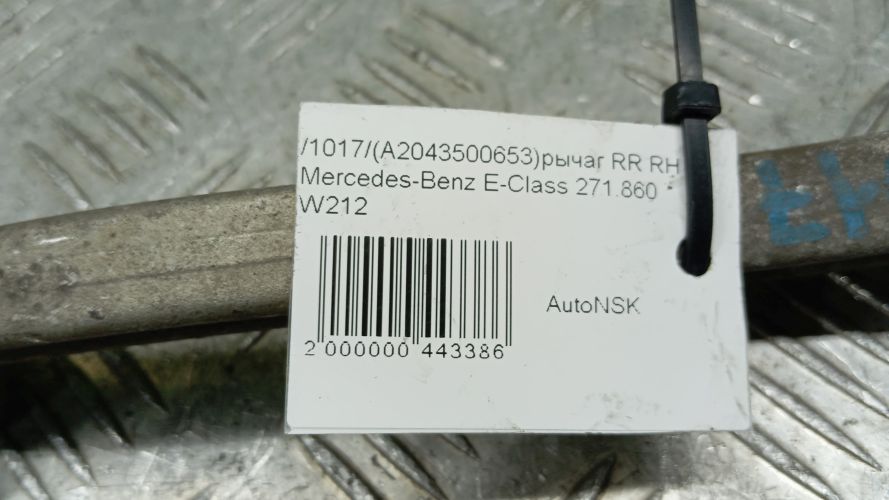 /1017/(A2043500653)рычаг RR RH
Mercedes-Benz E-Class 271.860
W212
AutoNSK
2 000000 443386